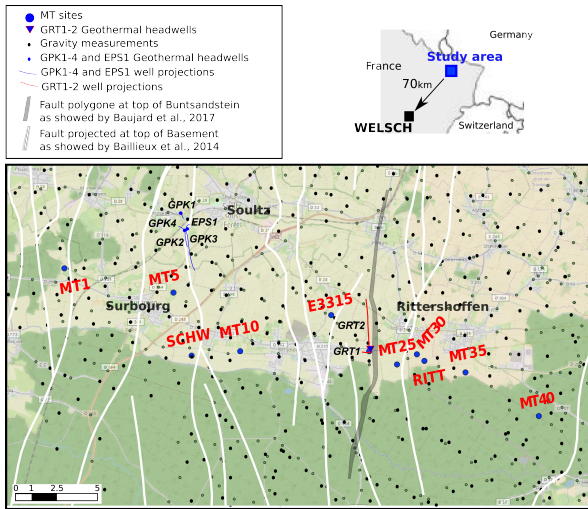 MT sites
GRT1-2 Geothermal headwells
Gravity measurements
GPK1-4 and EPS1 Geothermal headwells
GPK1-4 and EPS1 well projections
GRT1-2 well projections
Fault polygone at top of Buntsandstein
as showed by Baujard et al., 2017
Fault projected at top of Basement
as showed by Baillieux et al., 2014
Germany
Study area
France
70km
WELSCH
Switzerland
GPK1
Soultz
GPK4
EPS1
GPK2
GPK3
MT1
MT5
Surbourg
E3315
Rittershoffen
SCHW
MT10
GRT2
GRT1
MT25
MT30
MT35
RITT
MT40
0 1 2.5 5